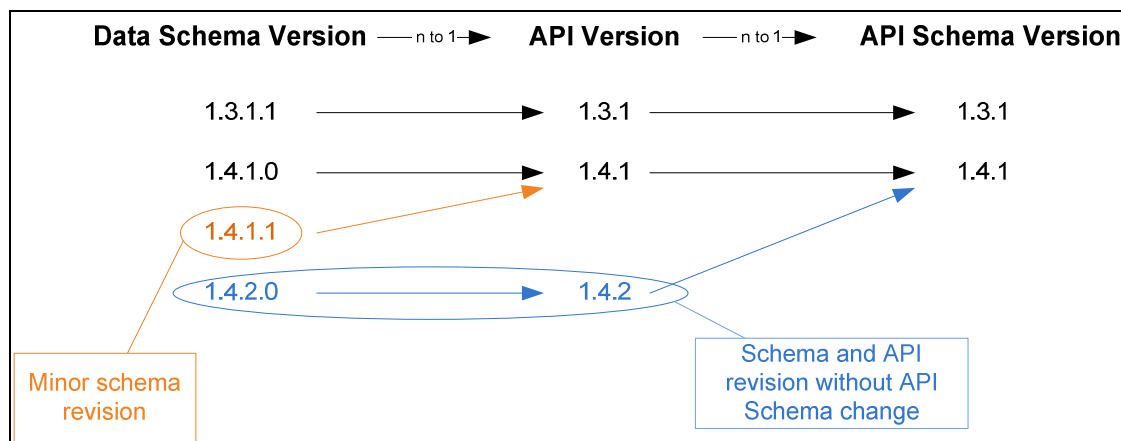 Data Schema Version n to 1 API Version n to 1 API Schema Version
1.3.1.1 1.3.1 1.3.1
1.4.1.0 1.4.1 1.4.1
1.4.1.1
1.4.2.0 1.4.2
Minor schema
revision
Schema and API
revision without API
Schema change